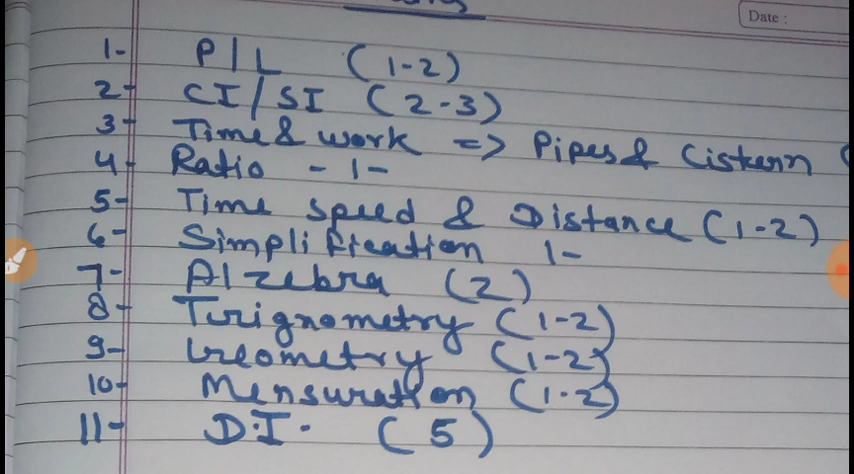 Date :
1- P/L (1-2)
2- CI/SI (2-3)
3- Time & work => Pipes & Cistern (
4- Ratio - 1-
5- Time Speed & Distance (1-2)
6- Simplification 1-
7- Alzebra (2)
8- Turignometry (1-2)
9- Geometry (1-2)
10- Mensuration (1-2)
11- D.I. (5)